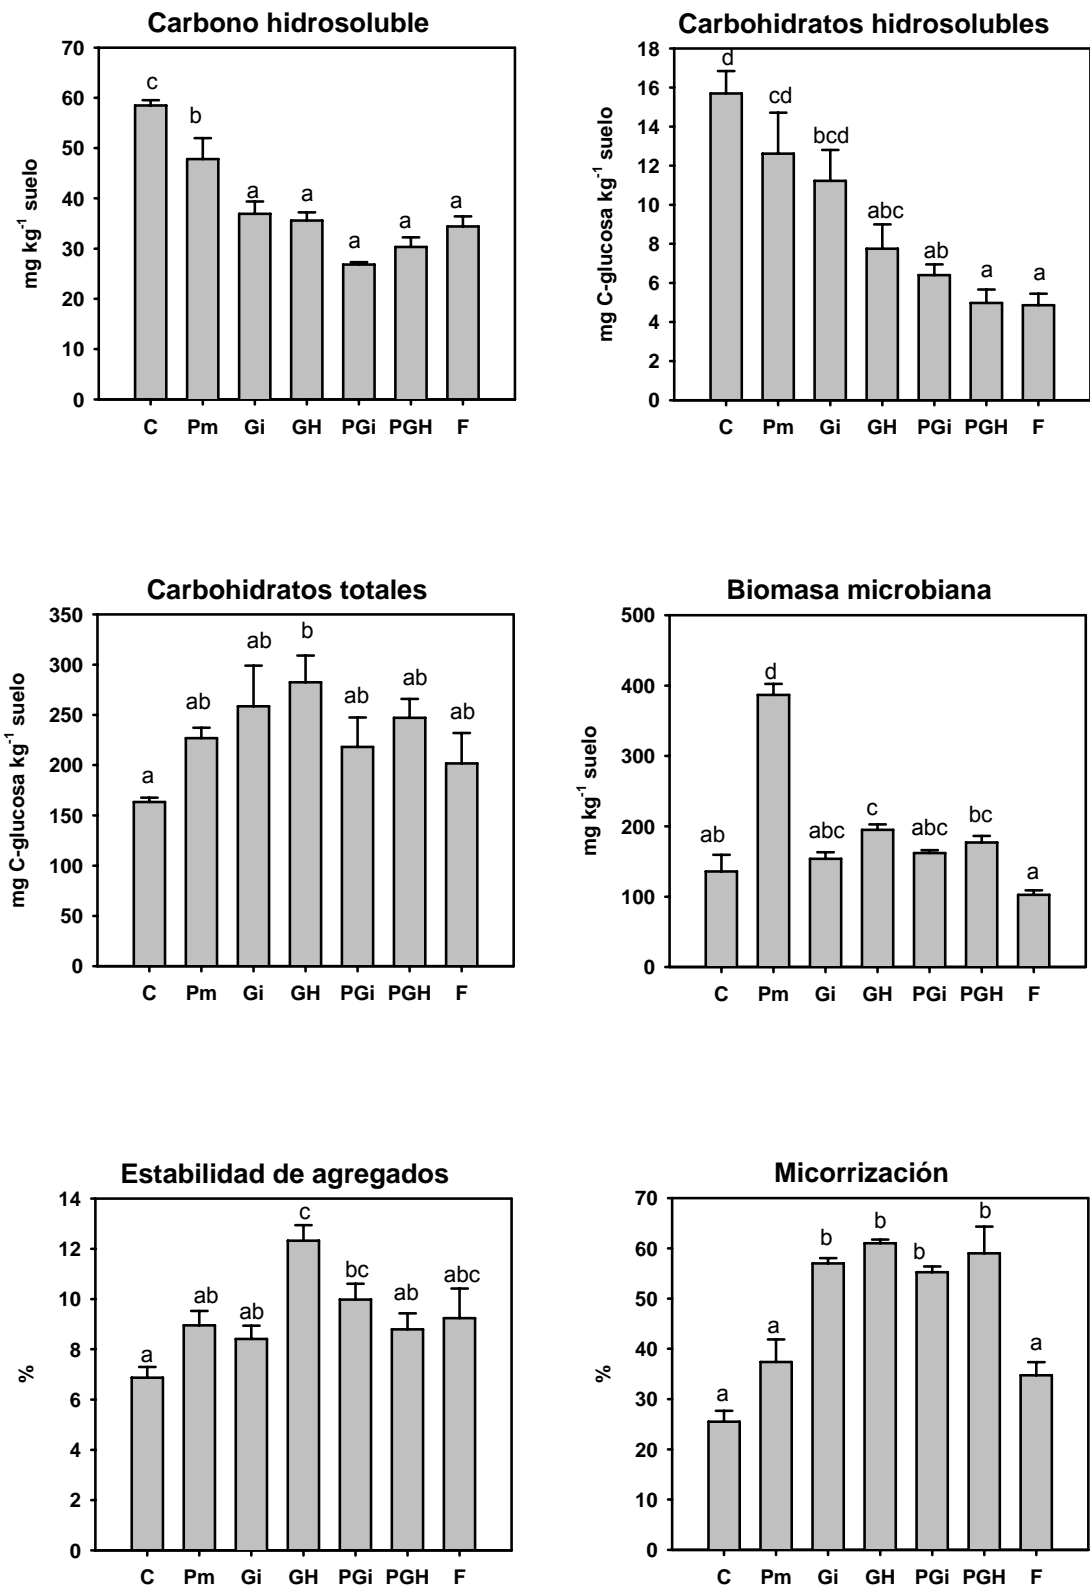 Carbono hidrosoluble
70
60
50
40
30
20
10
0
mg kg-1 suelo
c
b
a
a
a
a
a
C Pm Gi GH PGi PGH F
Carbohidratos hidrosolubles
18
16
14
12
10
8
6
4
2
0
mg C-glucosa kg-1 suelo
d
cd
bcd
abc
ab
a
a
C Pm Gi GH PGi PGH F
Carbohidratos totales
350
300
250
200
150
100
50
0
mg C-glucosa kg-1 suelo
a
ab
ab
b
ab
ab
ab
C Pm Gi GH PGi PGH F
Biomasa microbiana
500
400
300
200
100
0
mg kg-1 suelo
ab
d
abc
c
abc
bc
a
C Pm Gi GH PGi PGH F
Estabilidad de agregados
14
12
10
8
6
4
2
0
%
a
ab
ab
c
bc
ab
abc
C Pm Gi GH PGi PGH F
Micorrización
70
60
50
40
30
20
10
0
%
a
a
b
b
b
b
a
C Pm Gi GH PGi PGH F